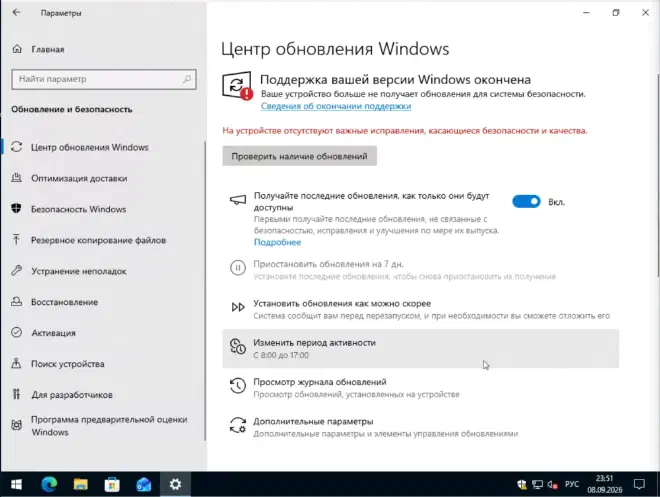 Параметры
Главная
Найти параметр
Обновление и безопасность
Центр обновления Windows
Оптимизация доставки
Безопасность Windows
Резервное копирование файлов
Устранение неполадок
Восстановление
Активация
Поиск устройства
Для разработчиков
Программа предварительной оценки
Windows
Центр обновления Windows
Поддержка вашей версии Windows окончена
Ваше устройство больше не получает обновления для системы безопасности.
Сведения об окончании поддержки
На устройстве отсутствуют важные исправления, касающиеся безопасности и качества.
Проверить наличие обновлений
Получайте последние обновления, как только они будут
доступны
Вкл.
Первыми получайте последние обновления, не связанные с
безопасностью, исправления и улучшения по мере их выпуска.
Подробнее
Приостановить обновления на 7 дн.
Установите последние обновления, чтобы снова приостановить их получение
Установить обновления как можно скорее
Система сообщит вам перед перезапуском, и при необходимости вы сможете отложить его
Изменить период активности
С 8:00 до 17:00
Просмотр журнала обновлений
Просмотр обновлений, установленных на устройстве
Дополнительные параметры
Дополнительные параметры и элементы управления обновлениями
РУС
23:51
08.09.2026